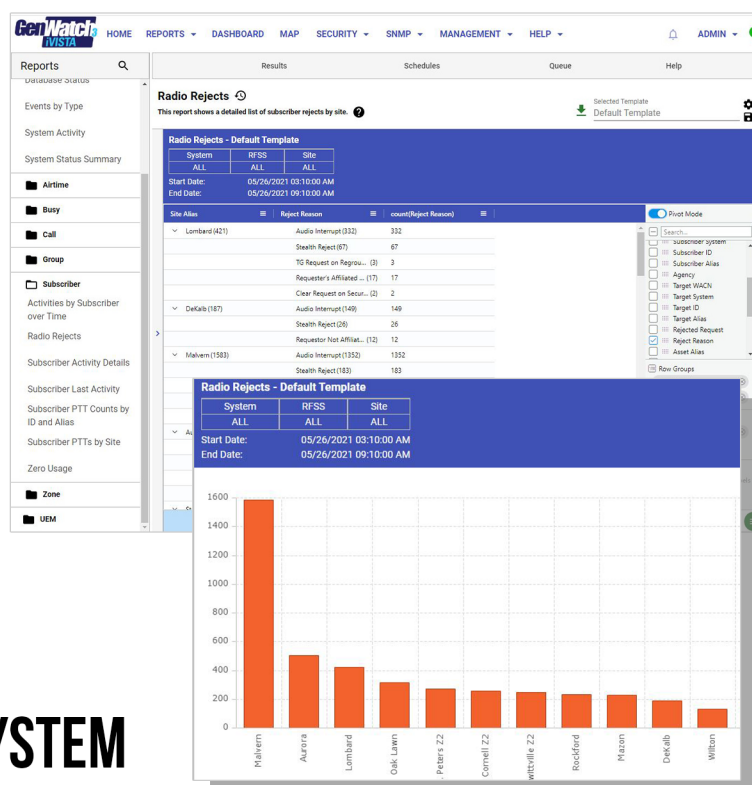 GenWatch3
iVISTA
HOME REPORTS DASHBOARD MAP SECURITY SNMP MANAGEMENT HELP ADMIN
Reports
Results Schedules Queue Help
Database Status
Events by Type
System Activity
System Status Summary
Airtime
Busy
Call
Group
Subscriber
Activities by Subscriber
over Time
Radio Rejects
Subscriber Activity Details
Subscriber Last Activity
Subscriber PTT Counts by
ID and Alias
Subscriber PTTs by Site
Zero Usage
Zone
UEM
Radio Rejects
This report shows a detailed list of subscriber rejects by site.
Selected Template
Default Template
Radio Rejects - Default Template
System RFSS Site
ALL ALL ALL
Start Date: 05/26/2021 03:10:00 AM
End Date: 05/26/2021 09:10:00 AM
Site Alias Reject Reason count(Reject Reason)
Lombard (421) Audio Interrupt (332) 332
Stealth Reject (67) 67
TG Request on Regrou... (3) 3
Requester's Affiliated ... (17) 17
Clear Request on Secur... (2) 2
DeKalb (187) Audio Interrupt (149) 149
Stealth Reject (26) 26
Requestor Not Affiliat... (12) 12
Malvern (1583) Audio Interrupt (1352) 1352
Stealth Reject (183) 183
Pivot Mode
Search...
Subscriber System
Subscriber ID
Subscriber Alias
Agency
Target WACN
Target System
Target ID
Target Alias
Rejected Request
Reject Reason
Asset Alias
Row Groups
Radio Rejects - Default Template
System RFSS Site
ALL ALL ALL
Start Date: 05/26/2021 03:10:00 AM
End Date: 05/26/2021 09:10:00 AM
1600
1400
1200
1000
800
600
400
200
0
Malvern
Aurora
Lombard
Oak Lawn
. Peters Z2
Cornell Z2
wittville Z2
Rockford
Mazon
DeKalb
Wilton
YSTEM